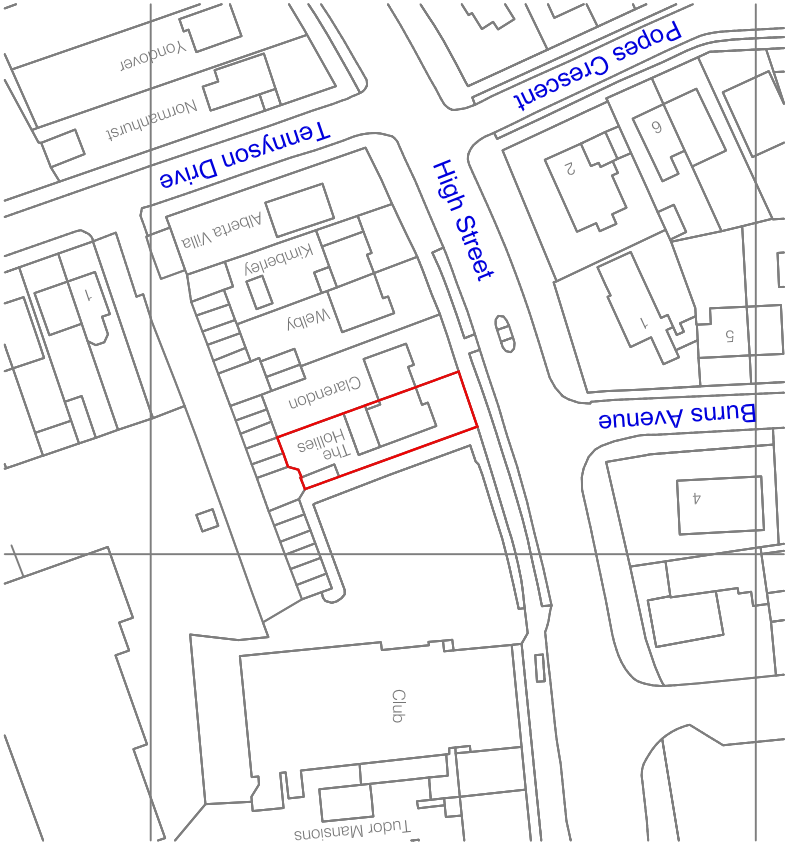 Yondover
Popes Crescent
Normanhurst
Tennyson Drive
High Street
2
6
Alberta Villa
Kimberley
1
Welby
1
5
Clarendon
Burns Avenue
The
Hollies
4
Club
Tudor Mansions